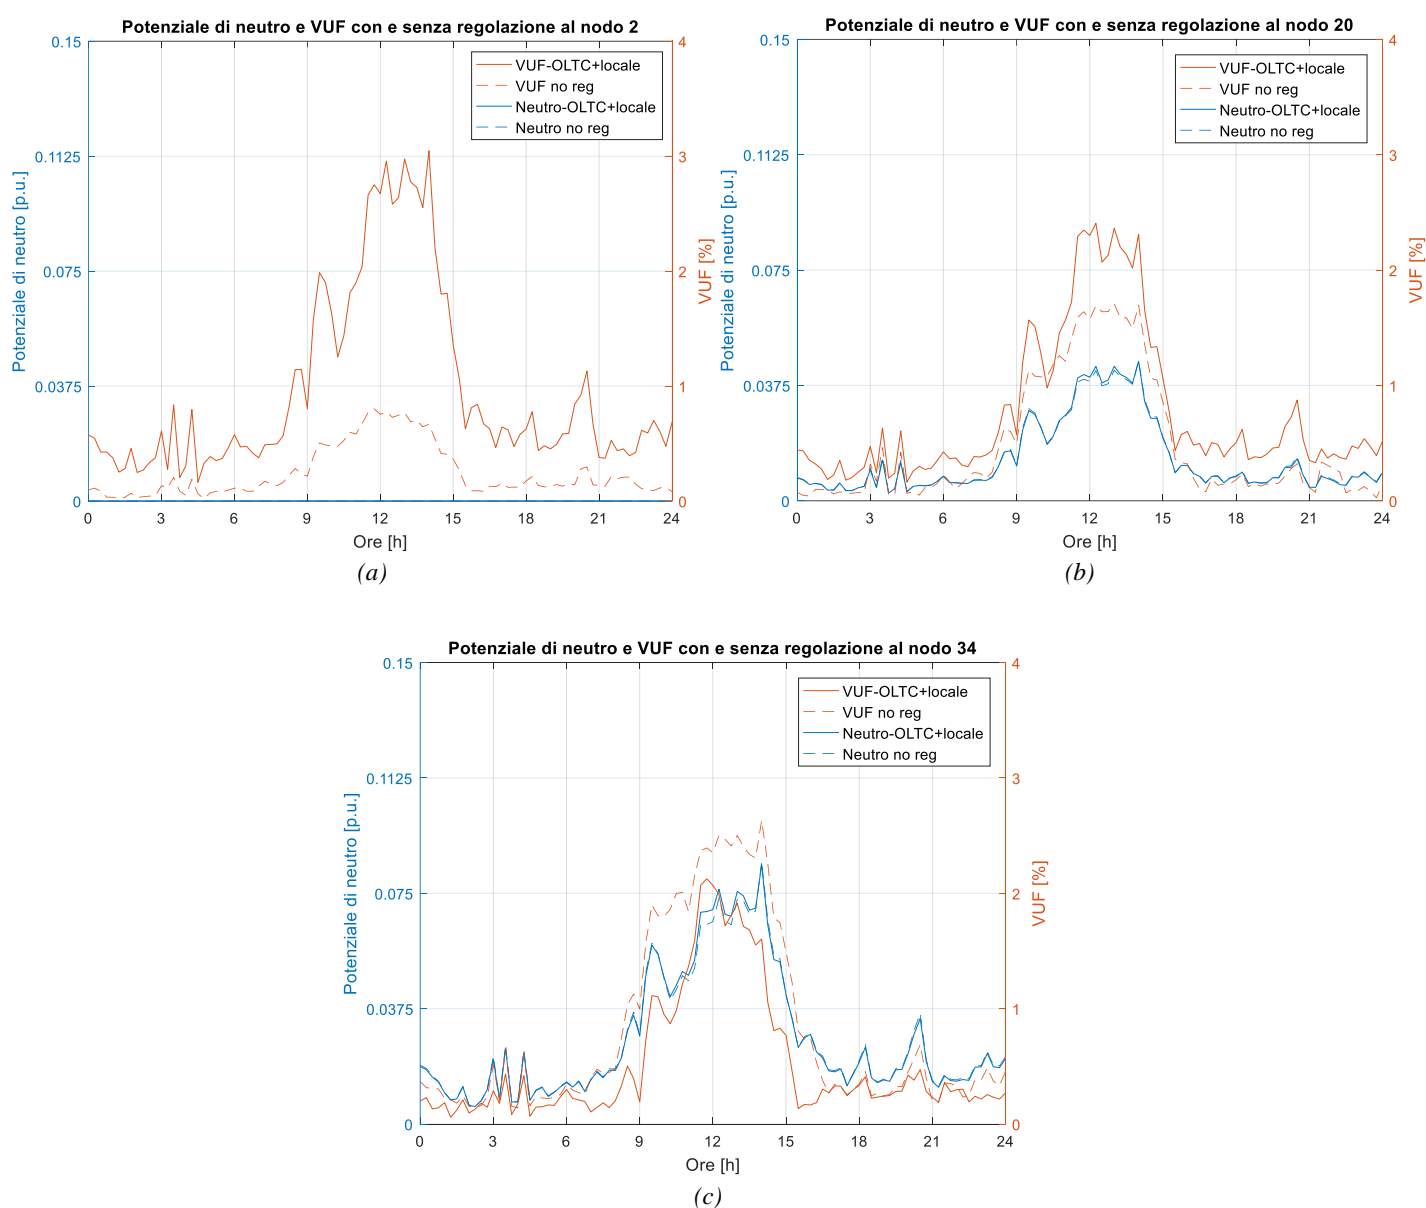 Potenziale di neutro e VUF con e senza regolazione al nodo 2
0.15
0.1125
0.075
0.0375
0
Potenziale di neutro [p.u.]
VUF-OLTC+locale
VUF no reg
Neutro-OLTC+locale
Neutro no reg
4
3
2
1
0
VUF [%]
0 3 6 9 12 15 18 21 24
Ore [h]
(a)
Potenziale di neutro e VUF con e senza regolazione al nodo 20
0.15
0.1125
0.075
0.0375
0
Potenziale di neutro [p.u.]
VUF-OLTC+locale
VUF no reg
Neutro-OLTC+locale
Neutro no reg
4
3
2
1
0
VUF [%]
0 3 6 9 12 15 18 21 24
Ore [h]
(b)
Potenziale di neutro e VUF con e senza regolazione al nodo 34
0.15
0.1125
0.075
0.0375
0
Potenziale di neutro [p.u.]
VUF-OLTC+locale
VUF no reg
Neutro-OLTC+locale
Neutro no reg
4
3
2
1
0
VUF [%]
0 3 6 9 12 15 18 21 24
Ore [h]
(c)